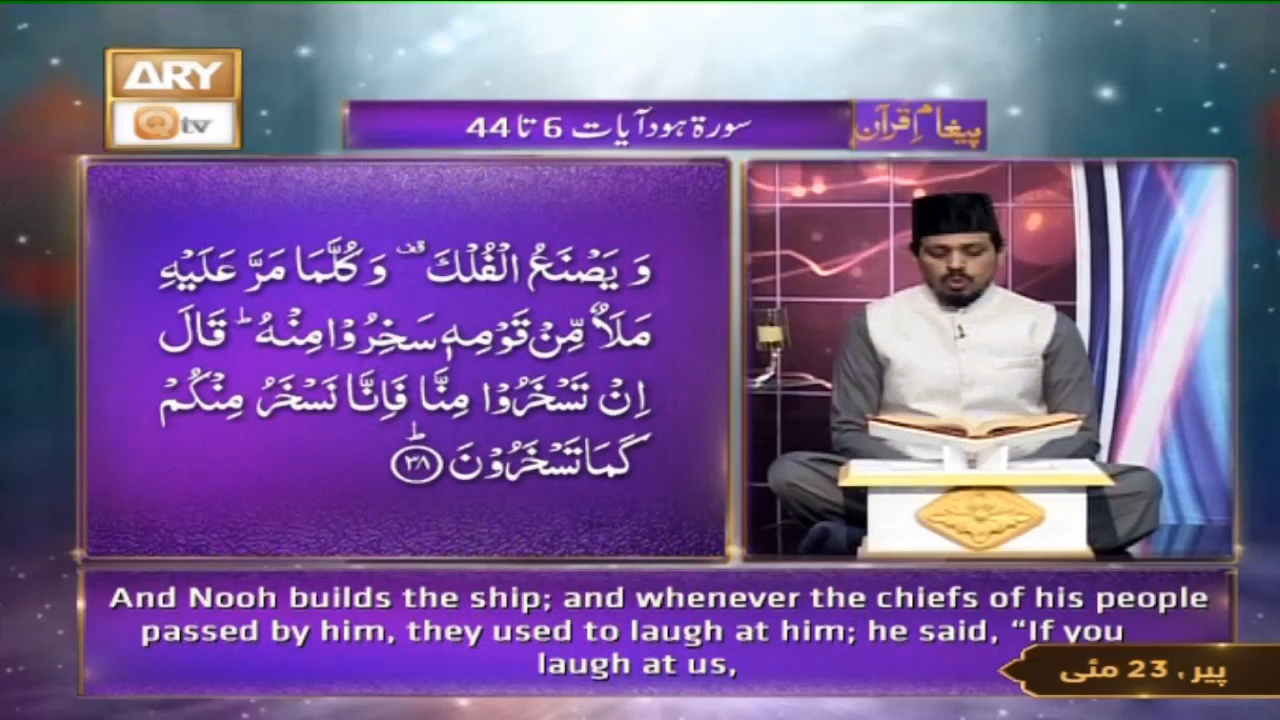 ARY
Qtv
سورۃ ہود آیات 6 تا 44
پیغامِ قرآن
وَ یَصْنَعُ الْفُلْكَ ۫ وَ كُلَّمَا مَرَّ عَلَیْهِ
مَلَاٌ مِّنْ قَوْمِهٖ سَخِرُوْا مِنْهُ ؕ قَالَ
اِنْ تَسْخَرُوْا مِنَّا فَاِنَّا نَسْخَرُ مِنْكُمْ
كَمَا تَسْخَرُوْنَ ؕ ﴿۳۸﴾
And Nooh builds the ship; and whenever the chiefs of his people
passed by him, they used to laugh at him; he said, “If you
laugh at us,
پیر، 23 مئی